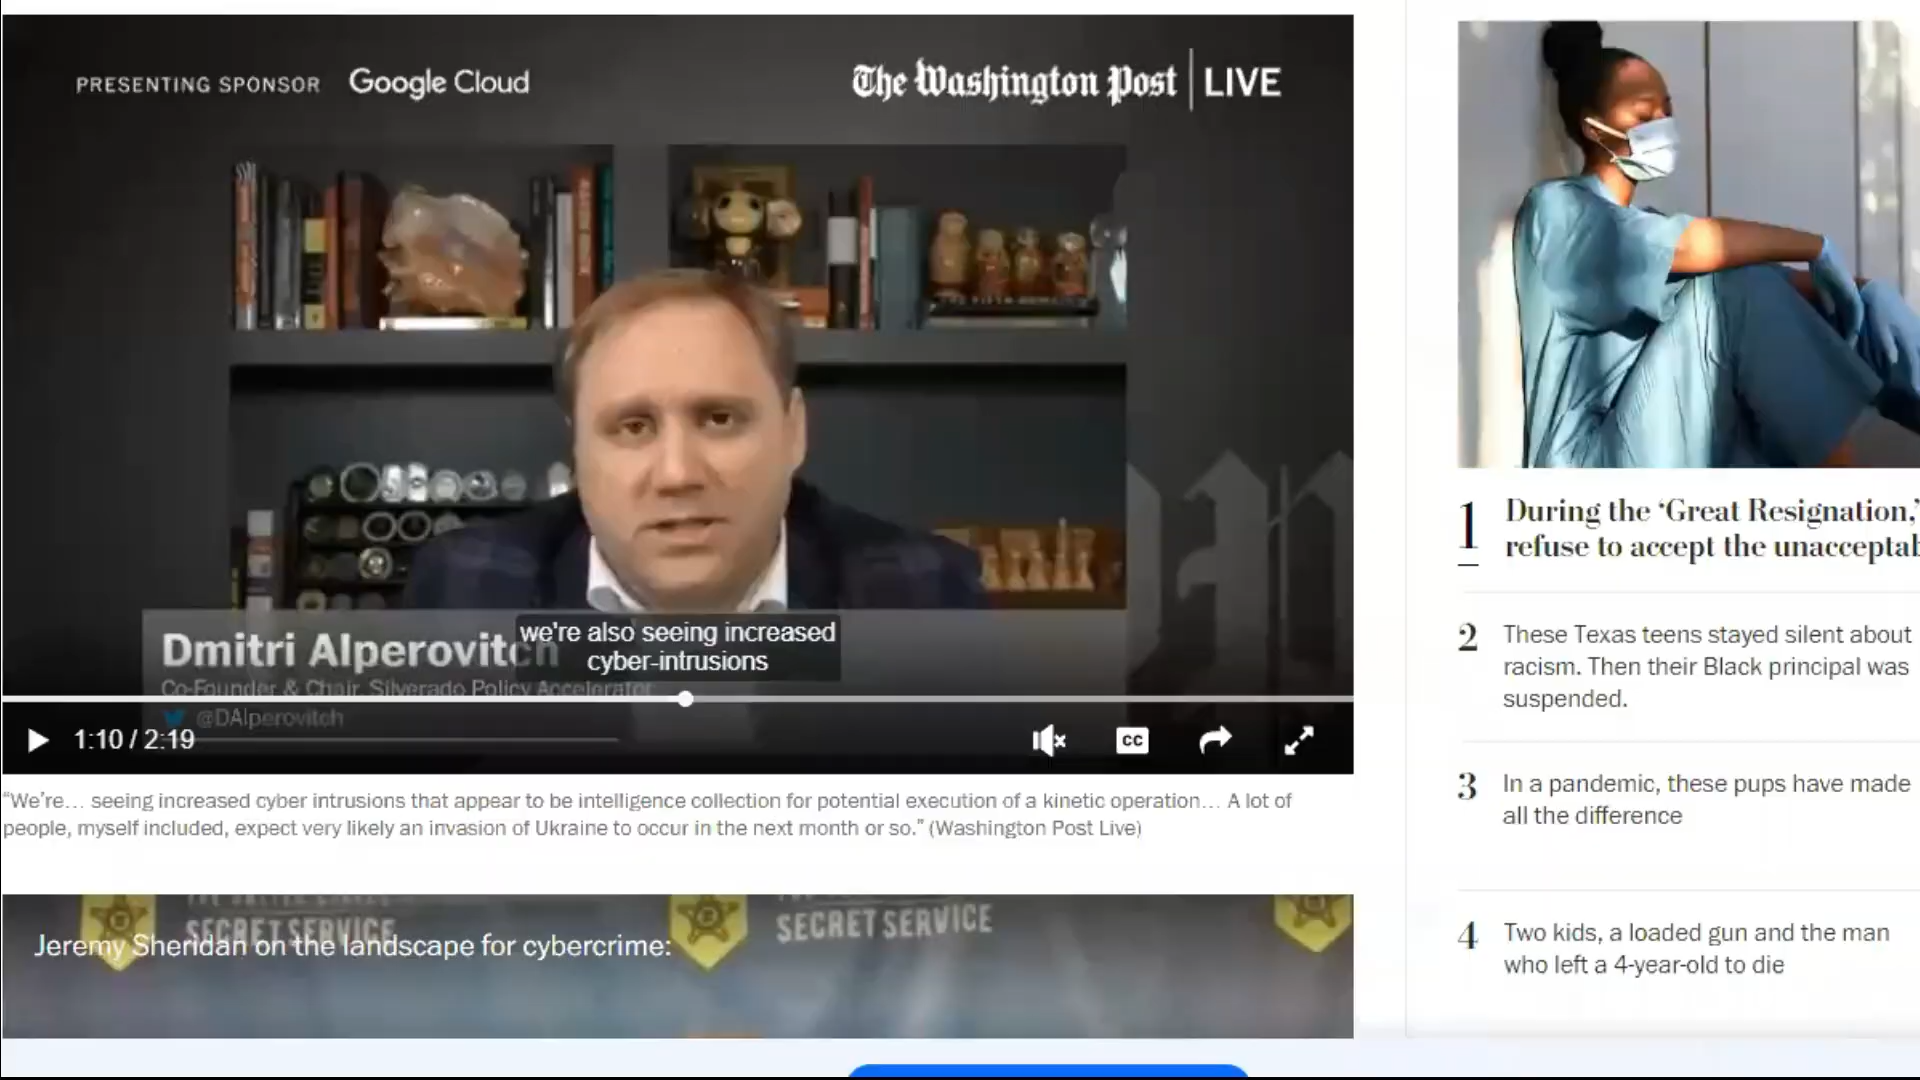 PRESENTING SPONSOR Google Cloud
The Washington Post LIVE
THE FIFTH DOMAIN
Dmitri Alperovitch
we're also seeing increased
cyber-intrusions
Co-Founder & Chair, Silverado Policy Accelerator
@DAlperovitch
1:10 / 2:19
CC
“We’re… seeing increased cyber intrusions that appear to be intelligence collection for potential execution of a kinetic operation… A lot of
people, myself included, expect very likely an invasion of Ukraine to occur in the next month or so.” (Washington Post Live)
SECRET SERVICE
SECRET SERVICE
Jeremy Sheridan on the landscape for cybercrime:
1 During the ‘Great Resignation,’
refuse to accept the
2 These Texas teens stayed silent about
racism. Then their Black principal was
suspended.
3 In a pandemic, these pups have made
all the difference
4 Two kids, a loaded gun and the man
who left a 4-year-old to die